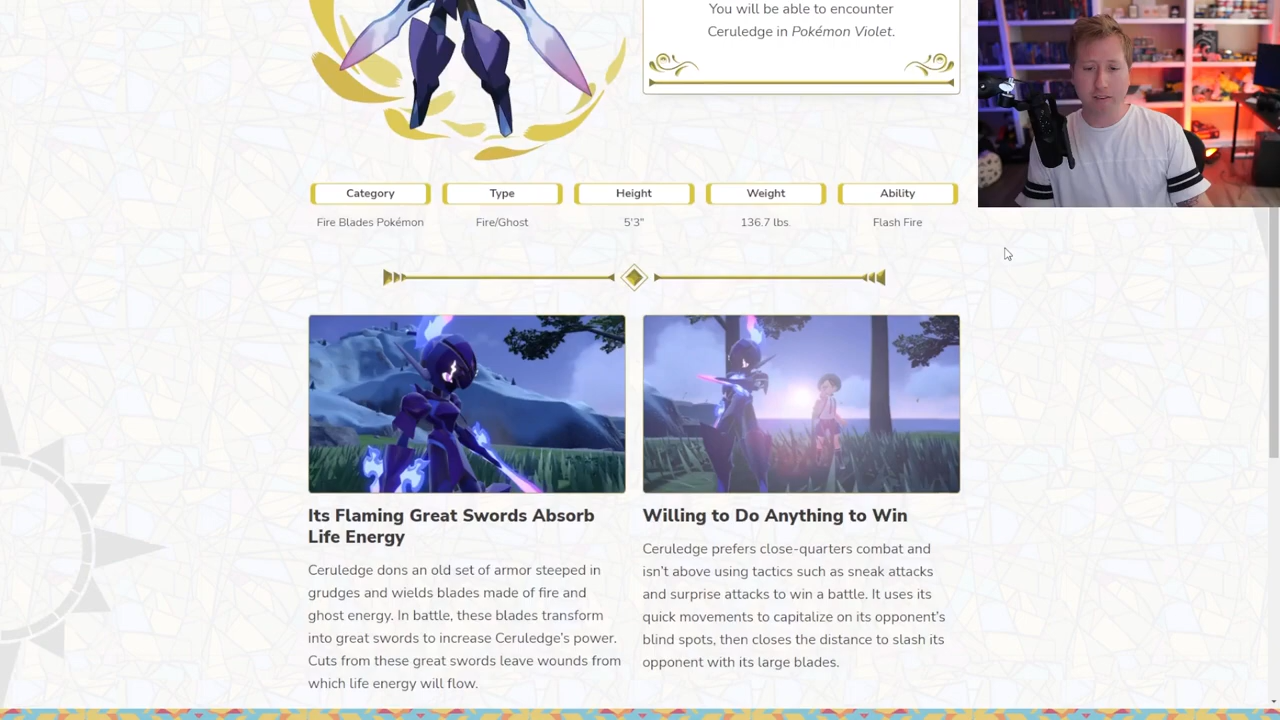 You will be able to encounter
Ceruledge in Pokémon Violet.
Category
Type
Height
Weight
Ability
Fire Blades Pokémon
Fire/Ghost
5'3"
136.7 lbs.
Flash Fire
Its Flaming Great Swords Absorb
Life Energy
Ceruledge dons an old set of armor steeped in
grudges and wields blades made of fire and
ghost energy. In battle, these blades transform
into great swords to increase Ceruledge's power.
Cuts from these great swords leave wounds from
which life energy will flow.
Willing to Do Anything to Win
Ceruledge prefers close-quarters combat and
isn't above using tactics such as sneak attacks
and surprise attacks to win a battle. It uses its
quick movements to capitalize on its opponent's
blind spots, then closes the distance to slash its
opponent with its large blades.